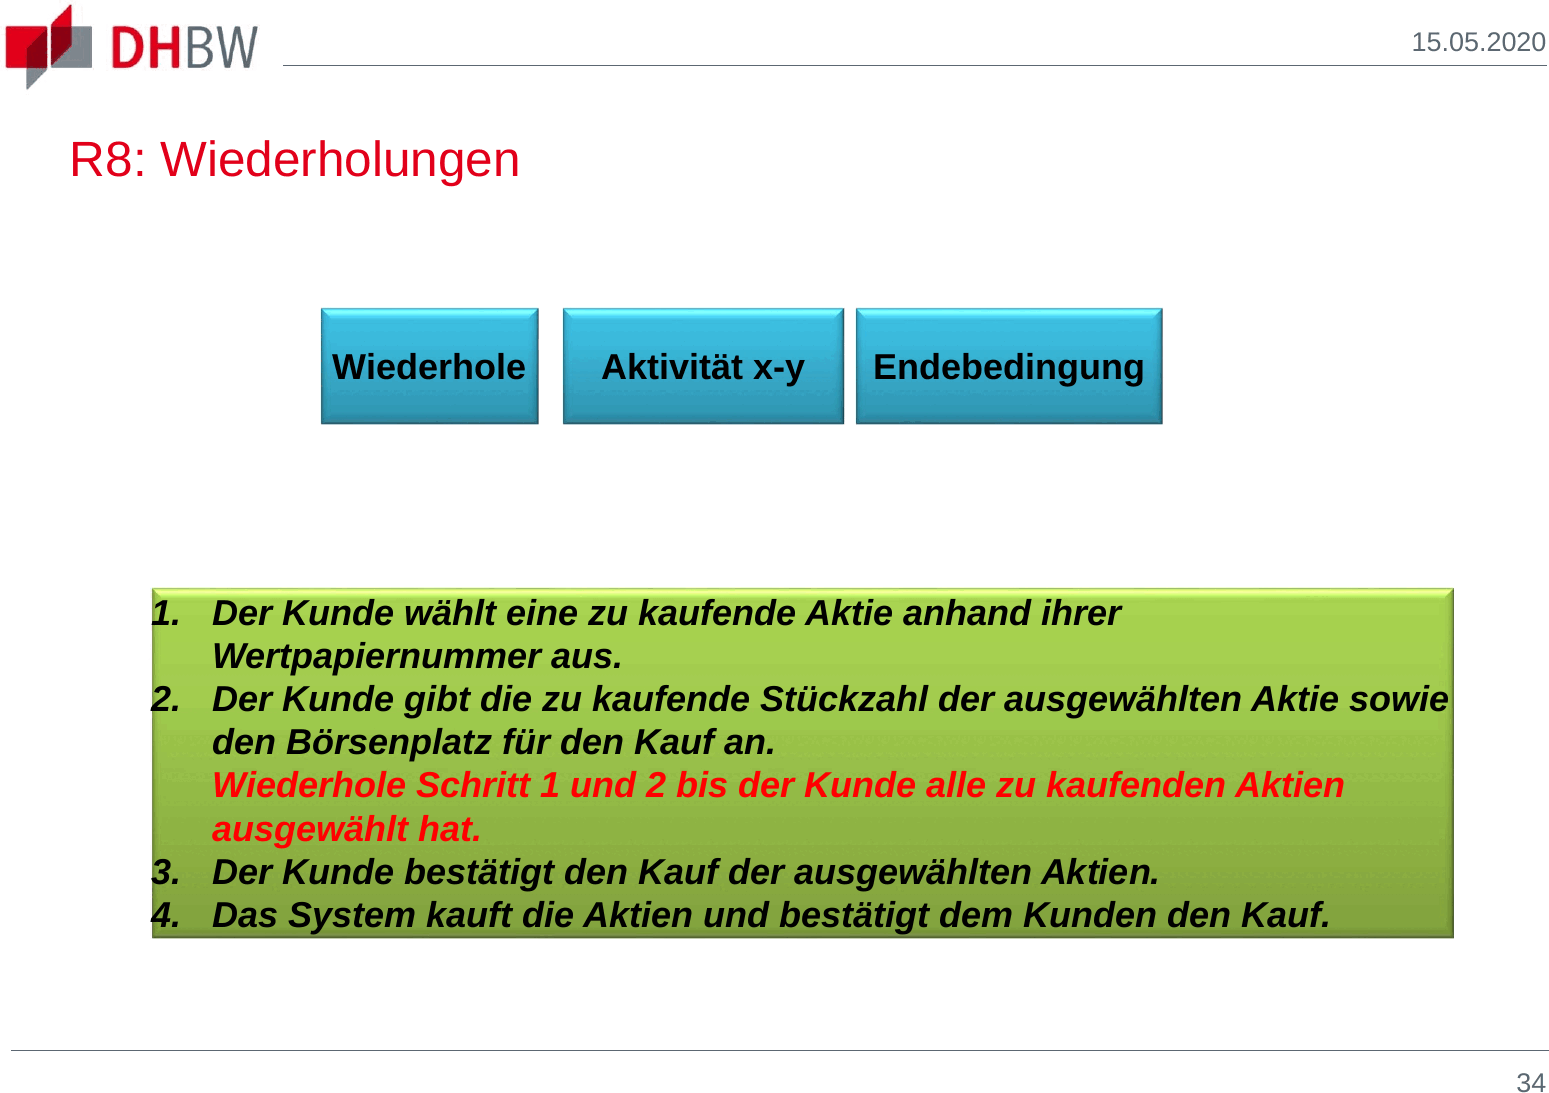 DHBW
15.05.2020
R8: Wiederholungen
Wiederhole Aktivität x-y Endebedingung
1. Der Kunde wählt eine zu kaufende Aktie anhand ihrer
Wertpapiernummer aus.
2. Der Kunde gibt die zu kaufende Stückzahl der ausgewählten Aktie sowie
den Börsenplatz für den Kauf an.
Wiederhole Schritt 1 und 2 bis der Kunde alle zu kaufenden Aktien
ausgewählt hat.
3. Der Kunde bestätigt den Kauf der ausgewählten Aktien.
4. Das System kauft die Aktien und bestätigt dem Kunden den Kauf.
34